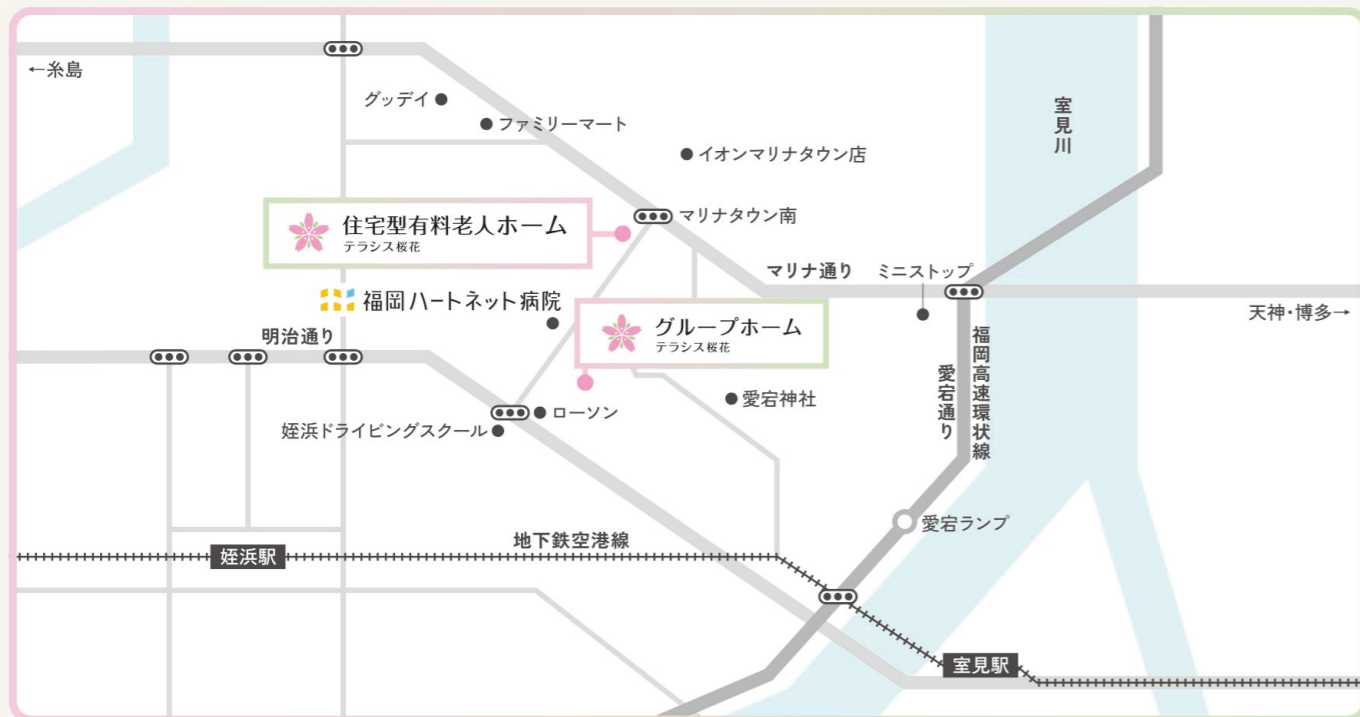 ←糸島
グッデイ
ファミリーマート
イオンマリナタウン店
室見川
住宅型有料老人ホーム
テラシス桜花
マリナタウン南
マリナ通り
ミニストップ
天神・博多→
福岡ハートネット病院
グループホーム
テラシス桜花
明治通り
福岡高速環状線
愛宕通り
愛宕神社
ローソン
姪浜ドライビングスクール
愛宕ランプ
地下鉄空港線
姪浜駅
室見駅